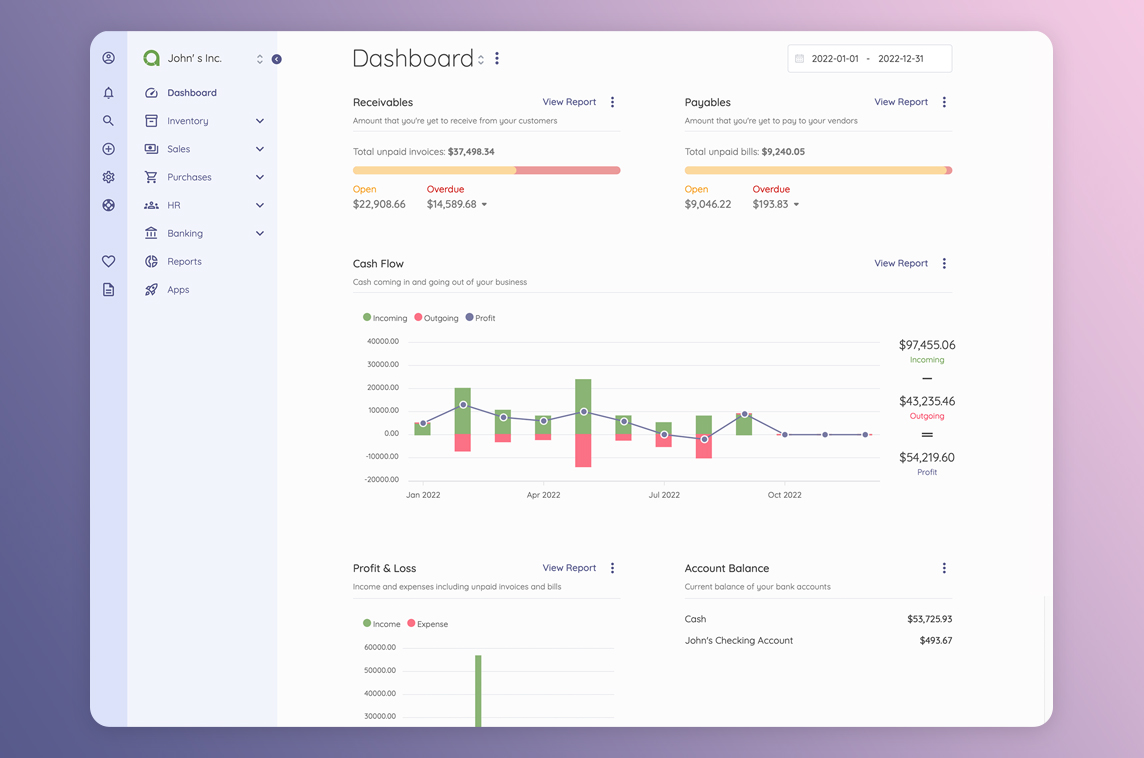 John' s Inc.
Dashboard
Inventory
Sales
Purchases
HR
Banking
Reports
Apps
Dashboard
2022-01-01 - 2022-12-31
Receivables
View Report
Amount that you're yet to receive from your customers
Total unpaid invoices: $37,498.34
Open
Overdue
$22,908.66
$14,589.68
Payables
View Report
Amount that you're yet to pay to your vendors
Total unpaid bills: $9,240.05
Open
Overdue
$9,046.22
$193.83
Cash Flow
View Report
Cash coming in and going out of your business
Incoming
Outgoing
Profit
40000.00
30000.00
20000.00
10000.00
0.00
-10000.00
-20000.00
Jan 2022
Apr 2022
Jul 2022
Oct 2022
$97,455.06
Incoming
$43,235.46
Outgoing
$54,219.60
Profit
Profit & Loss
View Report
Income and expenses including unpaid invoices and bills
Income
Expense
60000.00
50000.00
40000.00
30000.00
Account Balance
Current balance of your bank accounts
Cash
$53,725.93
John's Checking Account
$493.67